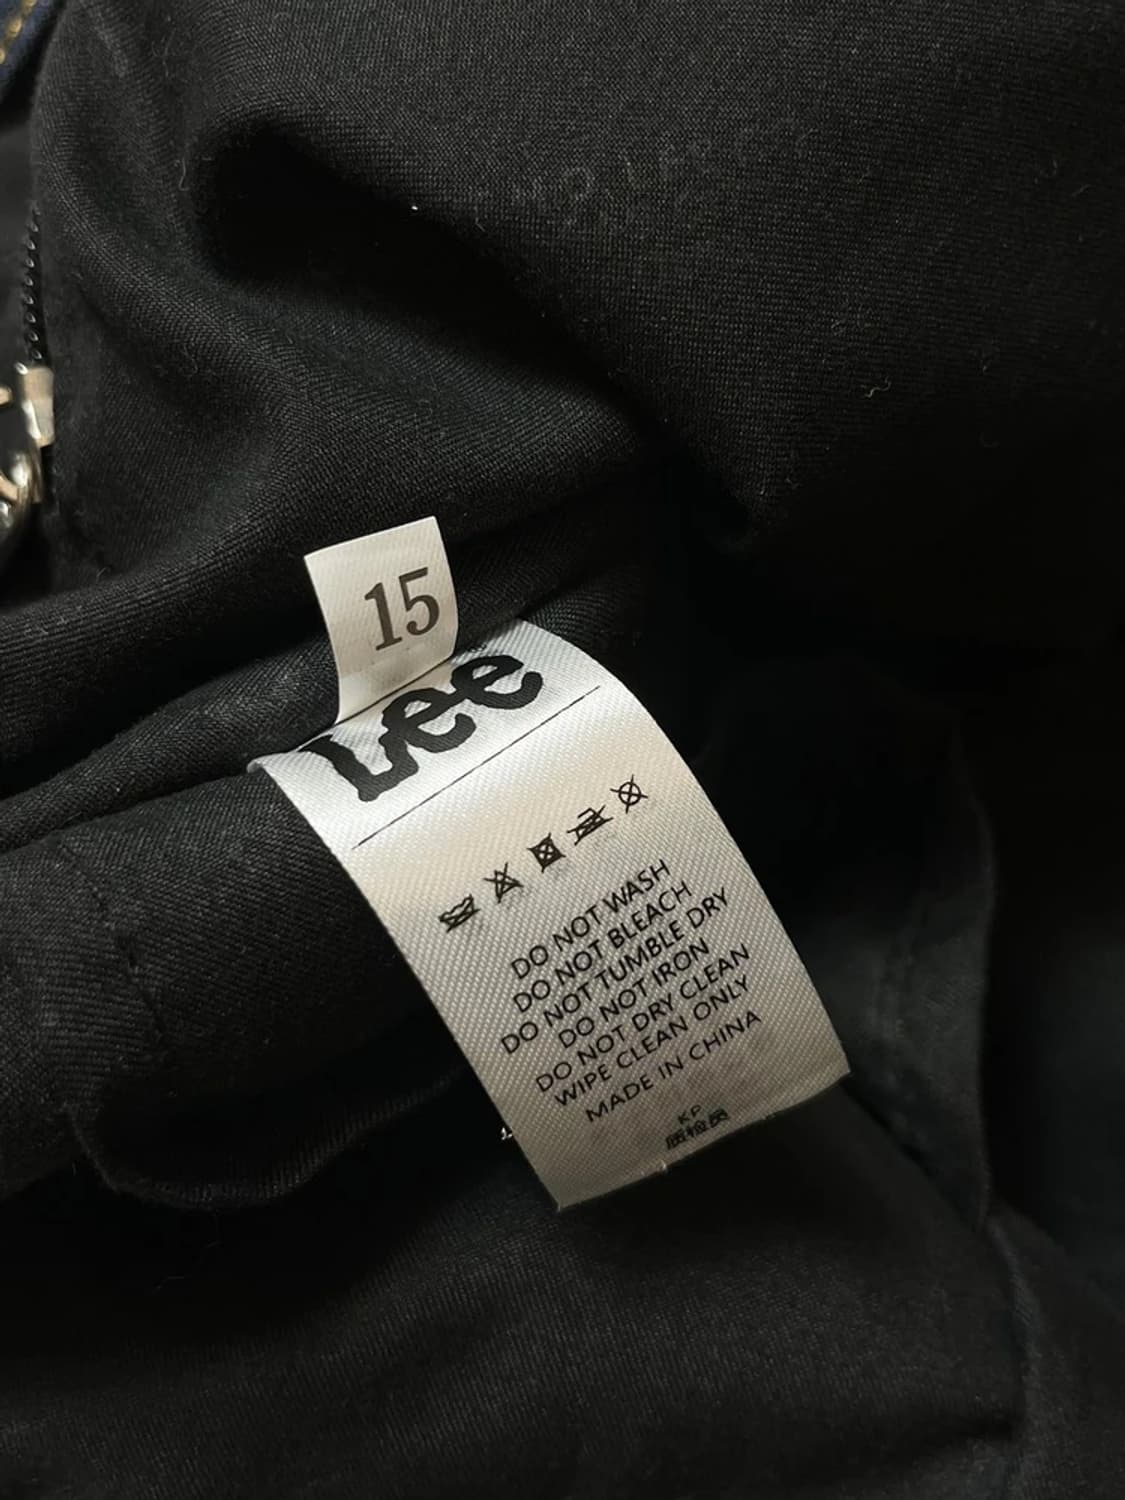 15
Lee
DO NOT WASH
DO NOT BLEACH
DO NOT TUMBLE DRY
DO NOT IRON
DO NOT DRY CLEAN
WIPE CLEAN ONLY
MADE IN CHINA
KP